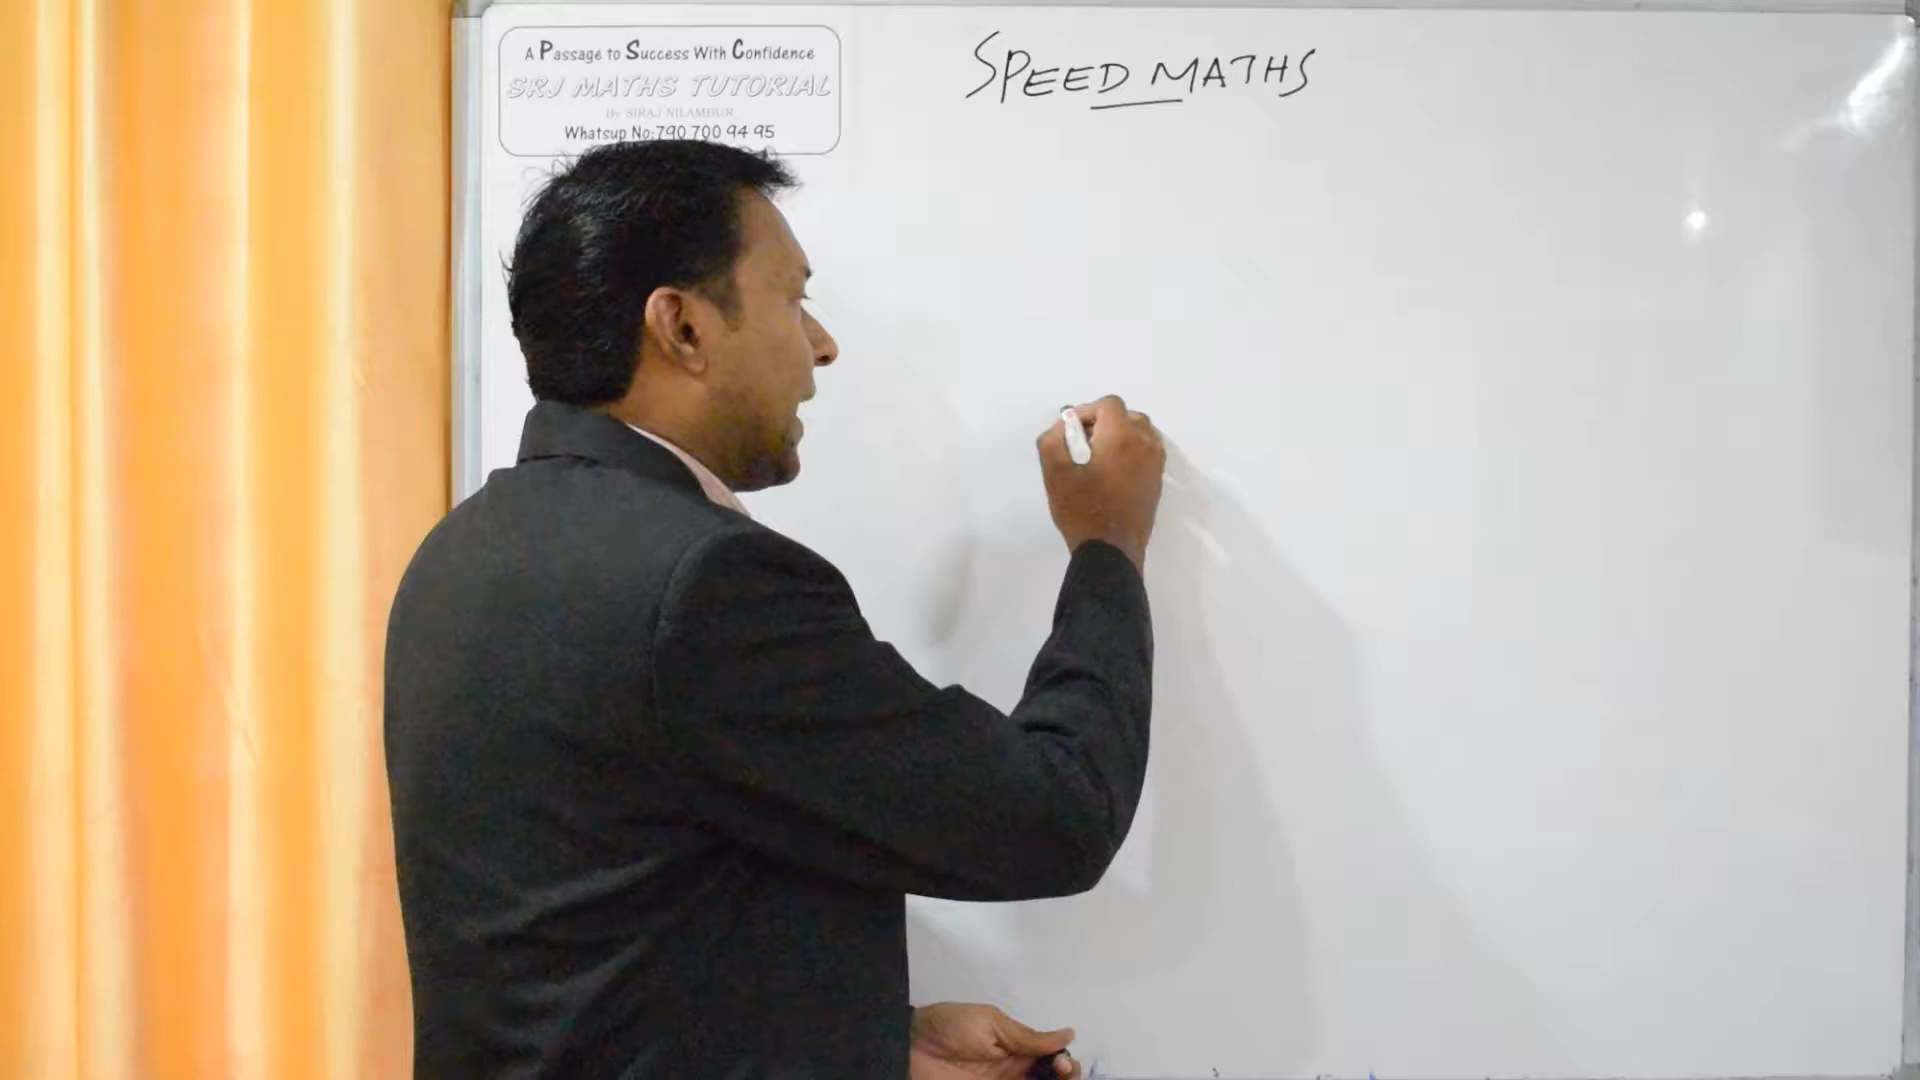 A Passage to Success With Confidence
SRJ MATHS TUTORIAL
By SIRAJ NILAMBUR
Whatsup No:790 700 94 95
SPEED MATHS